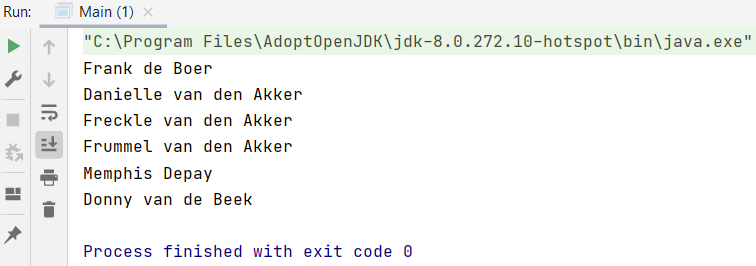 Run: Main (1) ×
"C:\Program Files\AdoptOpenJDK\jdk-8.0.272.10-hotspot\bin\java.exe"
Frank de Boer
Danielle van den Akker
Freckle van den Akker
Frummel van den Akker
Memphis Depay
Donny van de Beek
Process finished with exit code 0